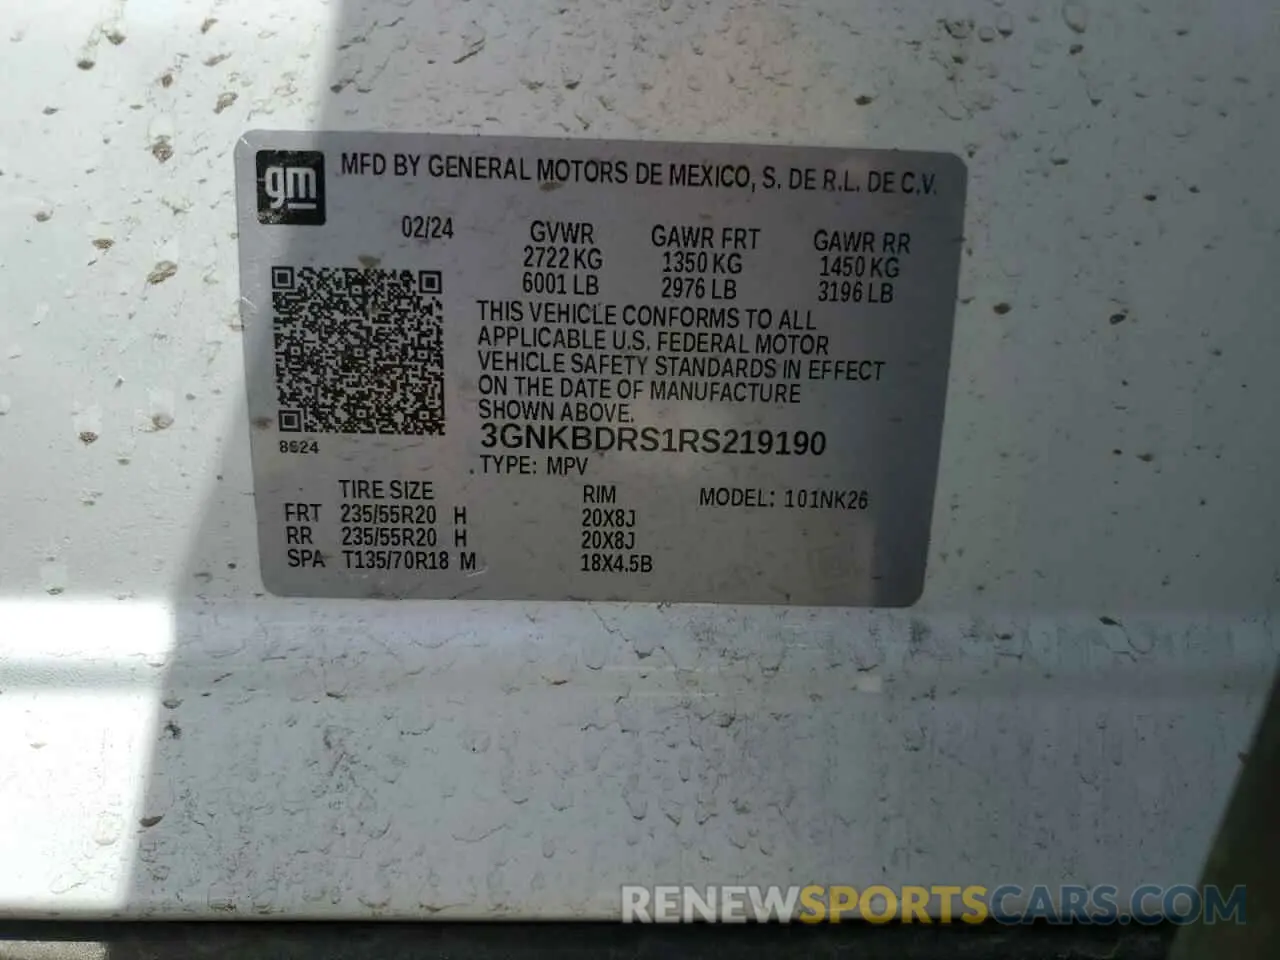 gm
MFD BY GENERAL MOTORS DE MEXICO, S. DE R.L. DE C.V.
02/24
GVWR GAWR FRT GAWR RR
2722 KG 1350 KG 1450 KG
6001 LB 2976 LB 3196 LB
THIS VEHICLE CONFORMS TO ALL
APPLICABLE U.S. FEDERAL MOTOR
VEHICLE SAFETY STANDARDS IN EFFECT
ON THE DATE OF MANUFACTURE
SHOWN ABOVE.
3GNKBDRS1RS219190
8624
TYPE: MPV
TIRE SIZE RIM MODEL: 101NK26
FRT 235/55R20 H 20X8J
RR 235/55R20 H 20X8J
SPA T135/70R18 M 18X4.5B
RENEWSPORTSCARS.COM